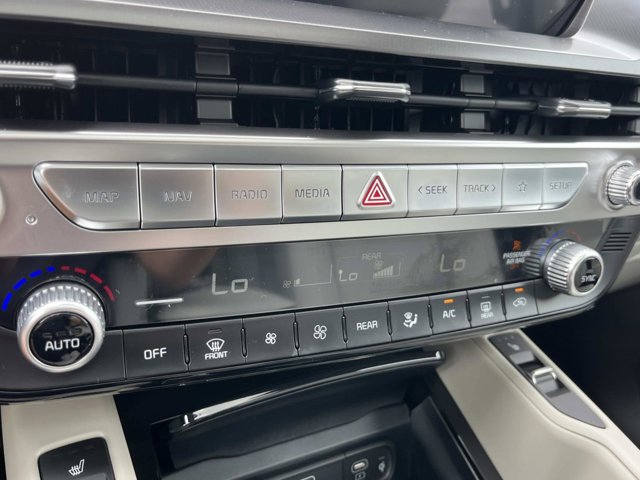 MAP NAV RADIO MEDIA < SEEK TRACK > ☆ SETUP
REAR
Lo Lo Lo
PASSENGER
AIR BAG
SYNC
AUTO OFF FRONT REAR A/C REAR